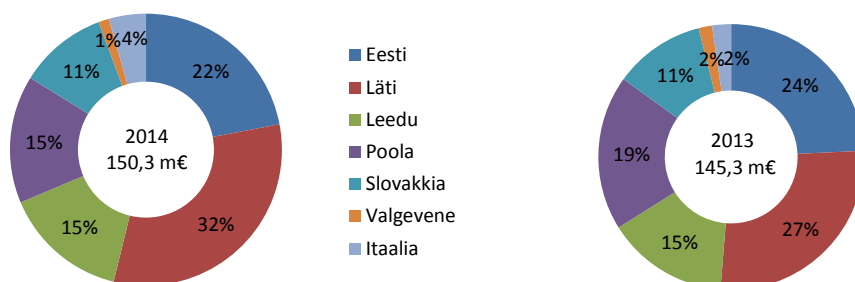 1%
4%
22%
32%
15%
15%
11%
2014
150,3 m€
Eesti
Läti
Leedu
Poola
Slovakkia
Valgevene
Itaalia
2%
2%
24%
27%
15%
19%
11%
2013
145,3 m€